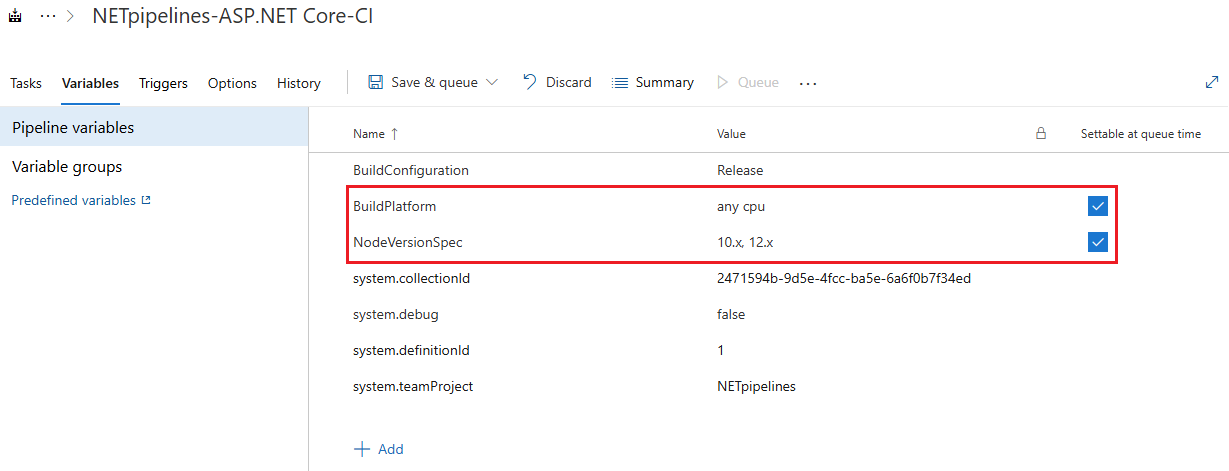 ··· > NETpipelines-ASP.NET Core-CI
Tasks Variables Triggers Options History Save & queue Discard Summary Queue ···
Pipeline variables
Variable groups
Predefined variables
Name ↑ Value Settable at queue time
BuildConfiguration Release
BuildPlatform any cpu
NodeVersionSpec 10.x, 12.x
system.collectionId 2471594b-9d5e-4fcc-ba5e-6a6f0b7f34ed
system.debug false
system.definitionId 1
system.teamProject NETpipelines
+ Add